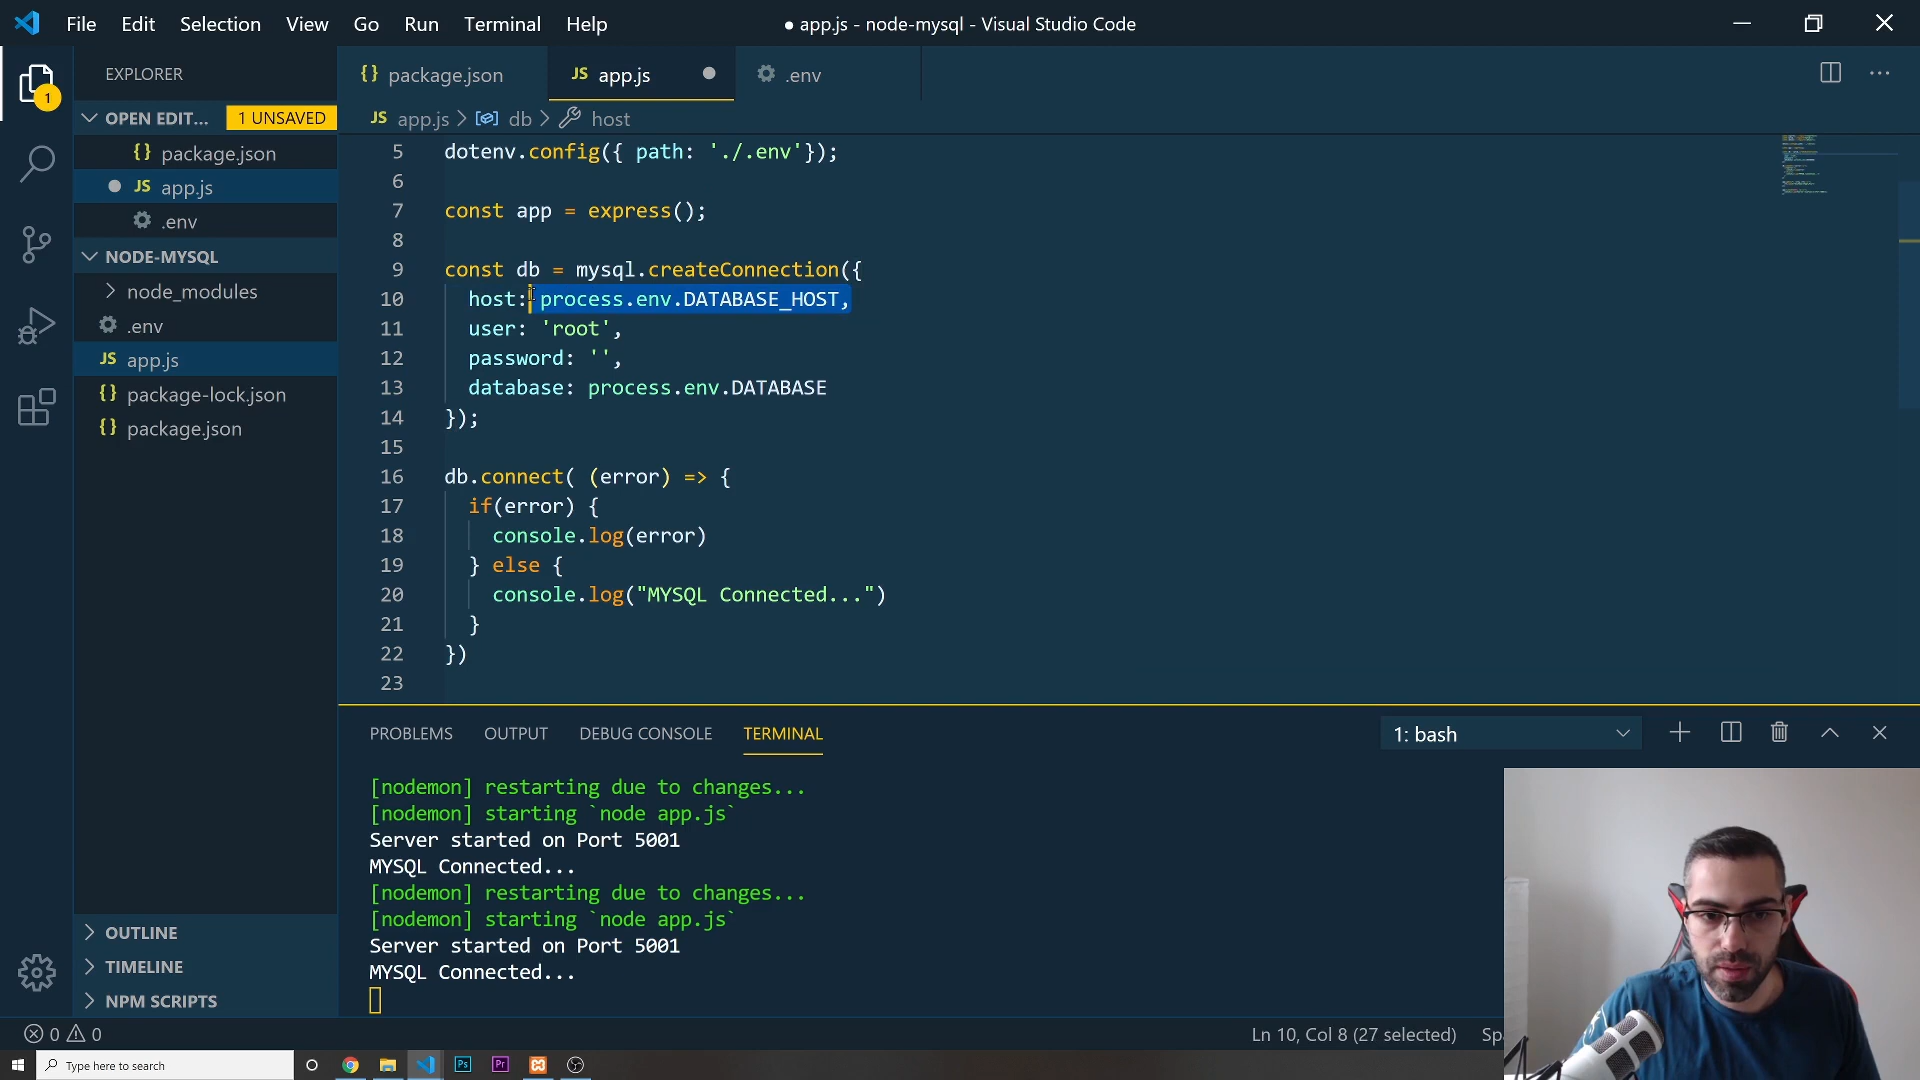 File Edit Selection View Go Run Terminal Help
● app.js - node-mysql - Visual Studio Code
EXPLORER
OPEN EDIT... 1 UNSAVED
{} package.json
JS app.js
.env
NODE-MYSQL
node_modules
.env
JS app.js
{} package-lock.json
{} package.json
OUTLINE
TIMELINE
NPM SCRIPTS
1
{} package.json JS app.js .env
JS app.js > db > host
5 dotenv.config({ path: './.env'});
6
7 const app = express();
8
9 const db = mysql.createConnection({
10 host: process.env.DATABASE_HOST,
11 user: 'root',
12 password: '',
13 database: process.env.DATABASE
14 });
15
16 db.connect( (error) => {
17 if(error) {
18 console.log(error)
19 } else {
20 console.log("MYSQL Connected...")
21 }
22 })
23
PROBLEMS OUTPUT DEBUG CONSOLE TERMINAL 1: bash
[nodemon] restarting due to changes...
[nodemon] starting `node app.js`
Server started on Port 5001
MYSQL Connected...
[nodemon] restarting due to changes...
[nodemon] starting `node app.js`
Server started on Port 5001
MYSQL Connected...
0 0 Ln 10, Col 8 (27 selected)
Type here to search
Ps Pr